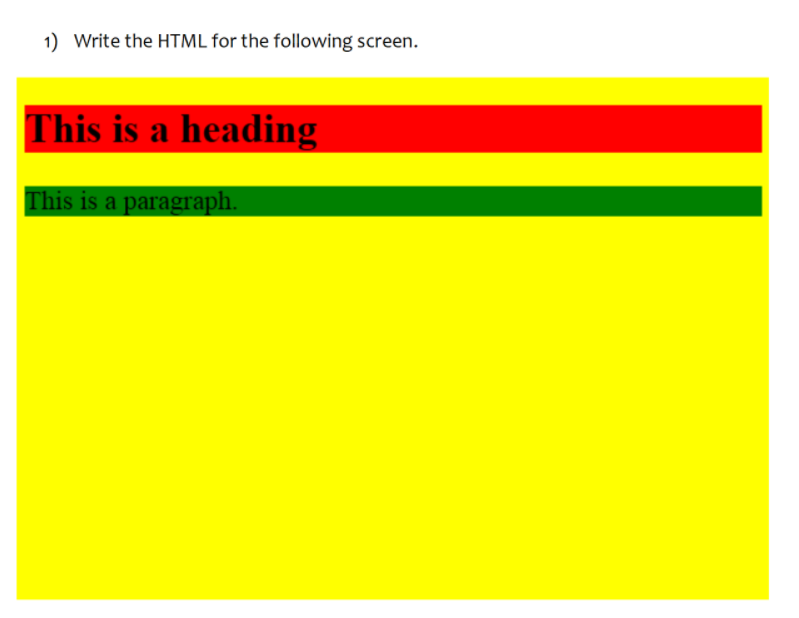 1) Write the HTML for the following screen.
This is a heading
This is a paragraph.